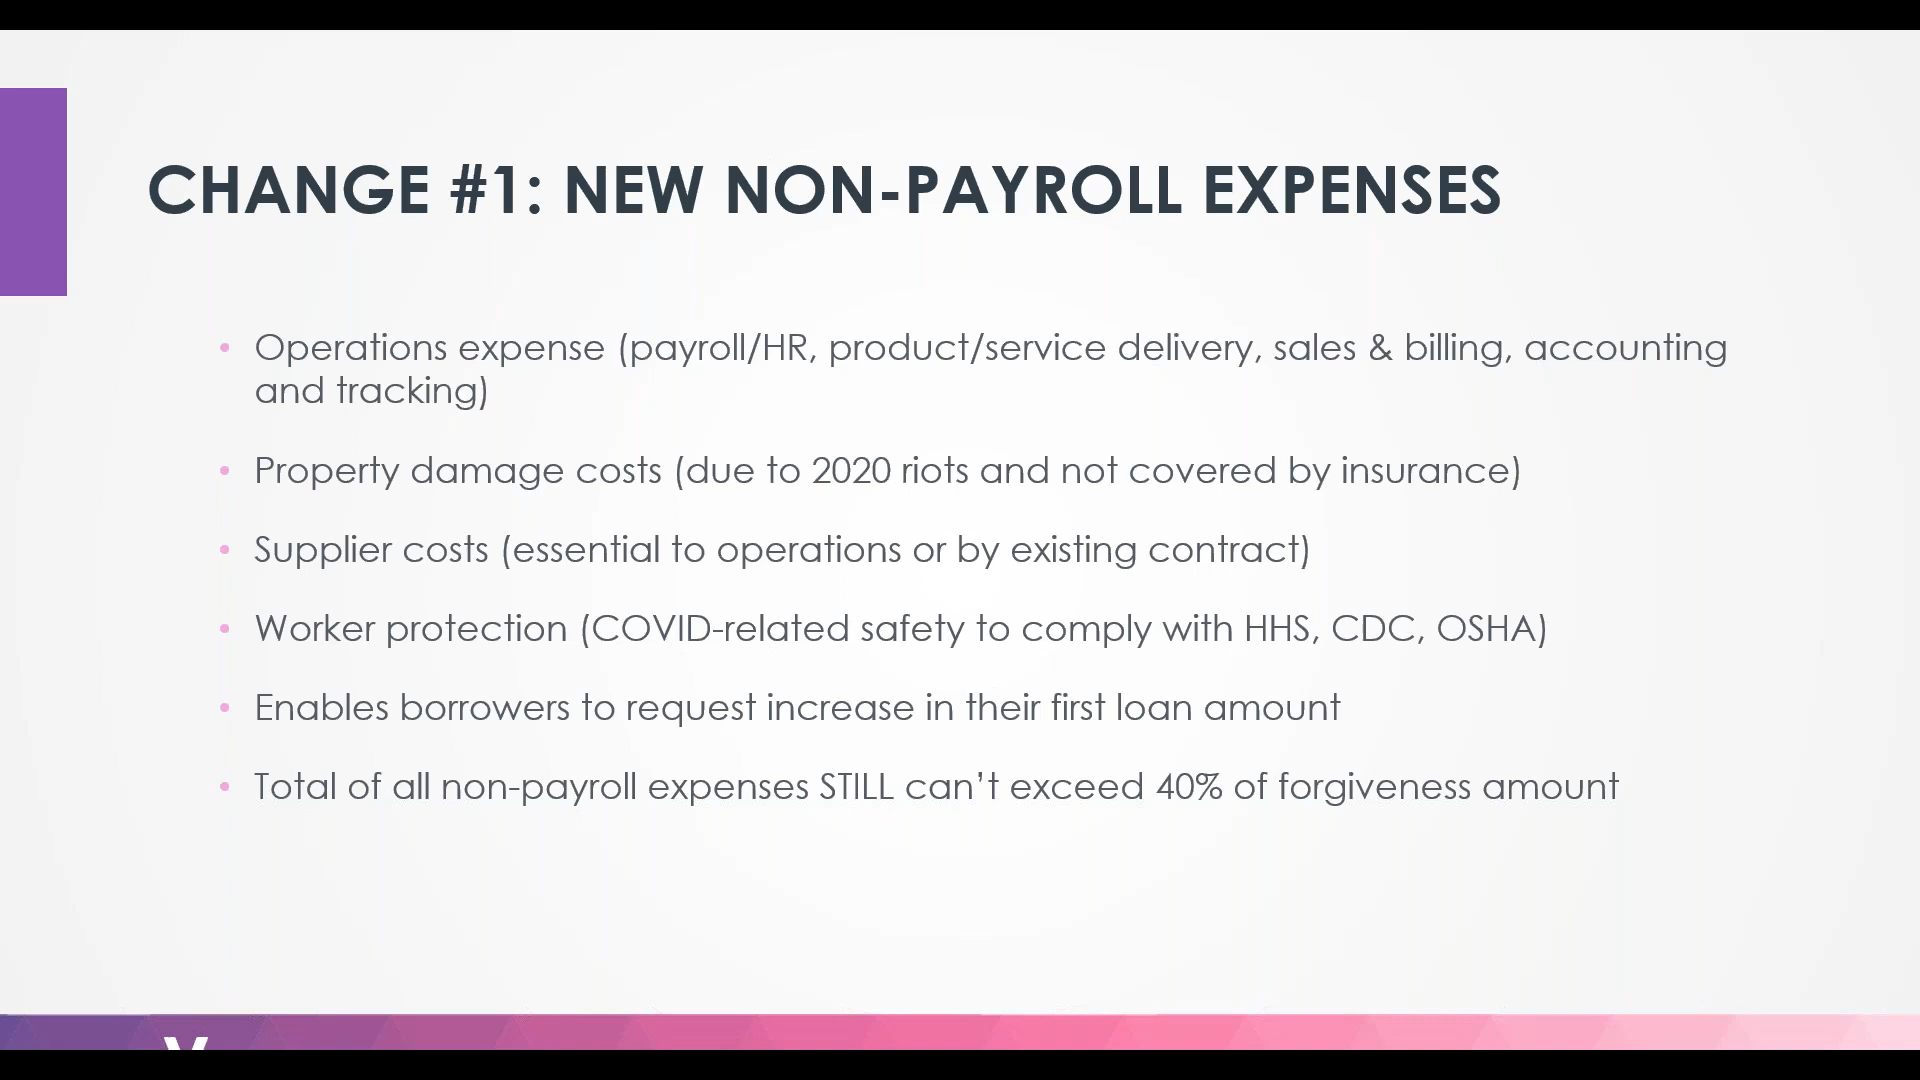 CHANGE #1: NEW NON-PAYROLL EXPENSES
• Operations expense (payroll/HR, product/service delivery, sales & billing, accounting
and tracking)
• Property damage costs (due to 2020 riots and not covered by insurance)
• Supplier costs (essential to operations or by existing contract)
• Worker protection (COVID-related safety to comply with HHS, CDC, OSHA)
• Enables borrowers to request increase in their first loan amount
• Total of all non-payroll expenses STILL can’t exceed 40% of forgiveness amount